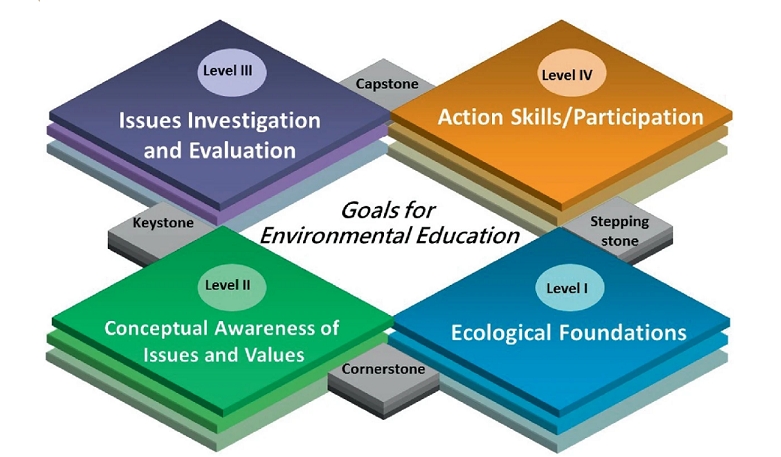 Level III
Issues Investigation
and Evaluation
Capstone
Level IV
Action Skills/Participation
Keystone
Goals for
Environmental Education
Stepping
stone
Level II
Conceptual Awareness of
Issues and Values
Level I
Ecological Foundations
Cornerstone